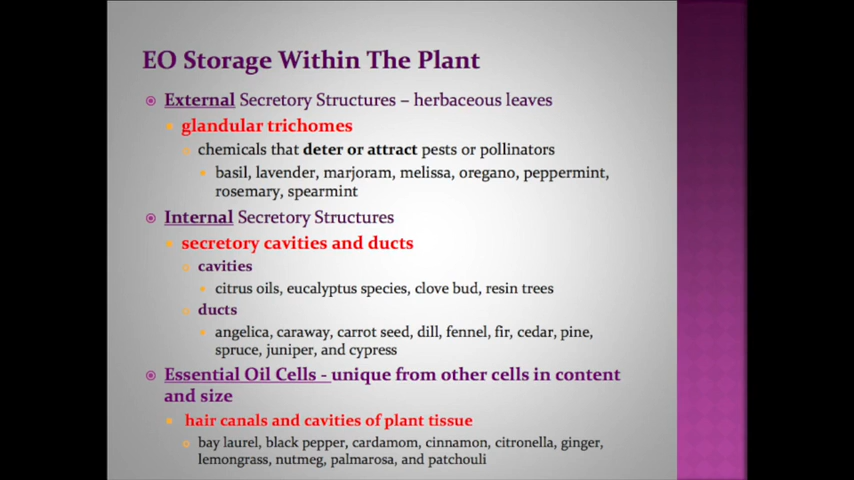 EO Storage Within The Plant
External Secretory Structures – herbaceous leaves
glandular trichomes
chemicals that deter or attract pests or pollinators
basil, lavender, marjoram, melissa, oregano, peppermint,
rosemary, spearmint
Internal Secretory Structures
secretory cavities and ducts
cavities
citrus oils, eucalyptus species, clove bud, resin trees
ducts
angelica, caraway, carrot seed, dill, fennel, fir, cedar, pine,
spruce, juniper, and cypress
Essential Oil Cells - unique from other cells in content
and size
hair canals and cavities of plant tissue
bay laurel, black pepper, cardamom, cinnamon, citronella, ginger,
lemongrass, nutmeg, palmarosa, and patchouli